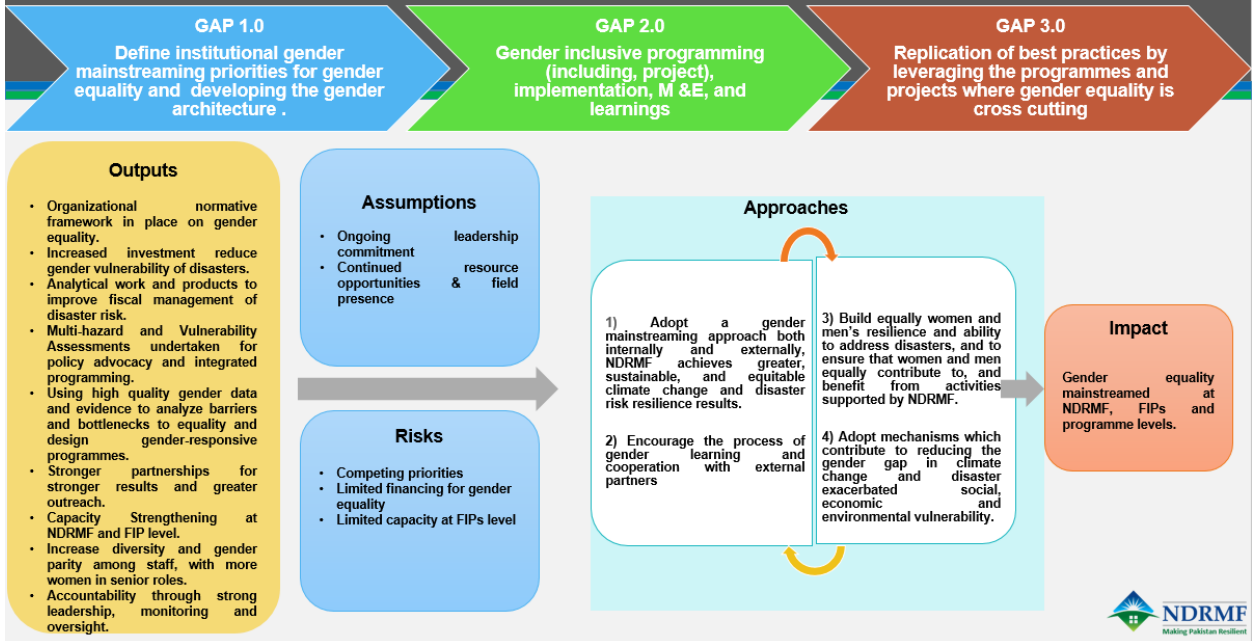 GAP 1.0
Define institutional gender
mainstreaming priorities for gender
equality and developing the gender
architecture .
GAP 2.0
Gender inclusive programming
(including, project),
implementation, M &E, and
learnings
GAP 3.0
Replication of best practices by
leveraging the programmes and
projects where gender equality is
cross cutting
Outputs
• Organizational normative
framework in place on gender
equality.
• Increased investment reduce
gender vulnerability of disasters.
• Analytical work and products to
improve fiscal management of
disaster risk.
• Multi-hazard and Vulnerability
Assessments undertaken for
policy advocacy and integrated
programming.
• Using high quality gender data
and evidence to analyze barriers
and bottlenecks to equality and
design gender-responsive
programmes.
• Stronger partnerships for
stronger results and greater
outreach.
• Capacity Strengthening at
NDRMF and FIP level.
• Increase diversity and gender
parity among staff, with more
women in senior roles.
• Accountability through strong
leadership, monitoring and
oversight.
Assumptions
• Ongoing leadership
commitment
• Continued resource
opportunities & field
presence
Risks
• Competing priorities
• Limited financing for gender
equality
• Limited capacity at FIPs level
Approaches
1) Adopt a gender
mainstreaming approach both
internally and externally,
NDRMF achieves greater,
sustainable, and equitable
climate change and disaster
risk resilience results.
2) Encourage the process of
gender learning and
cooperation with external
partners
3) Build equally women and
men's resilience and ability
to address disasters, and to
ensure that women and men
equally contribute to, and
benefit from activities
supported by NDRMF.
4) Adopt mechanisms which
contribute to reducing the
gender gap in climate
change and disaster
exacerbated social,
economic and
environmental vulnerability.
Impact
Gender equality
mainstreamed at
NDRMF, FIPs and
programme levels.
NDRMF
Making Pakistan Resilient